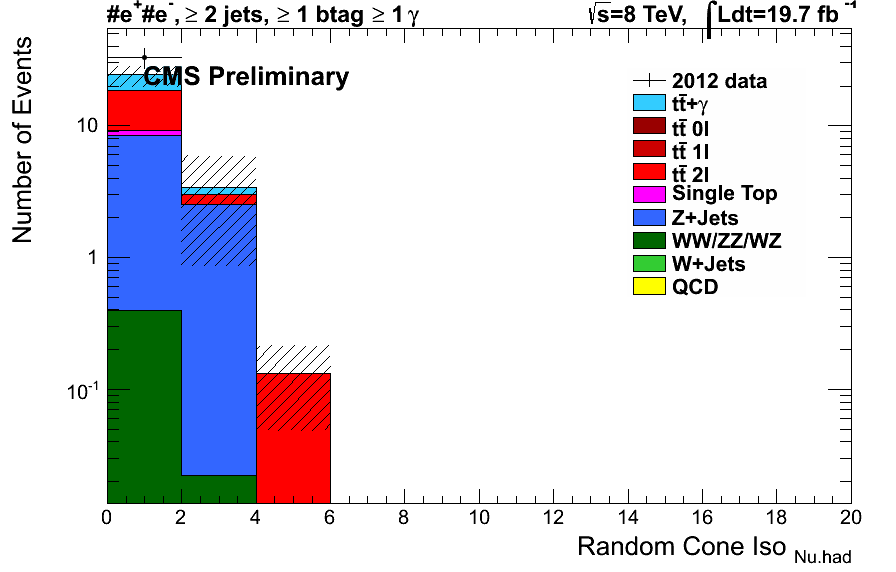 #e⁺#e⁻, ≥ 2 jets, ≥ 1 btag ≥ 1 γ √s=8 TeV, ∫Ldt=19.7 fb⁻¹
CMS Preliminary
2012 data
tt̄+γ
tt̄ 0l
tt̄ 1l
tt̄ 2l
Single Top
Z+Jets
WW/ZZ/WZ
W+Jets
QCD
Number of Events
10
1
10⁻¹
0 2 4 6 8 10 12 14 16 18 20
Random Cone Iso Nu.had